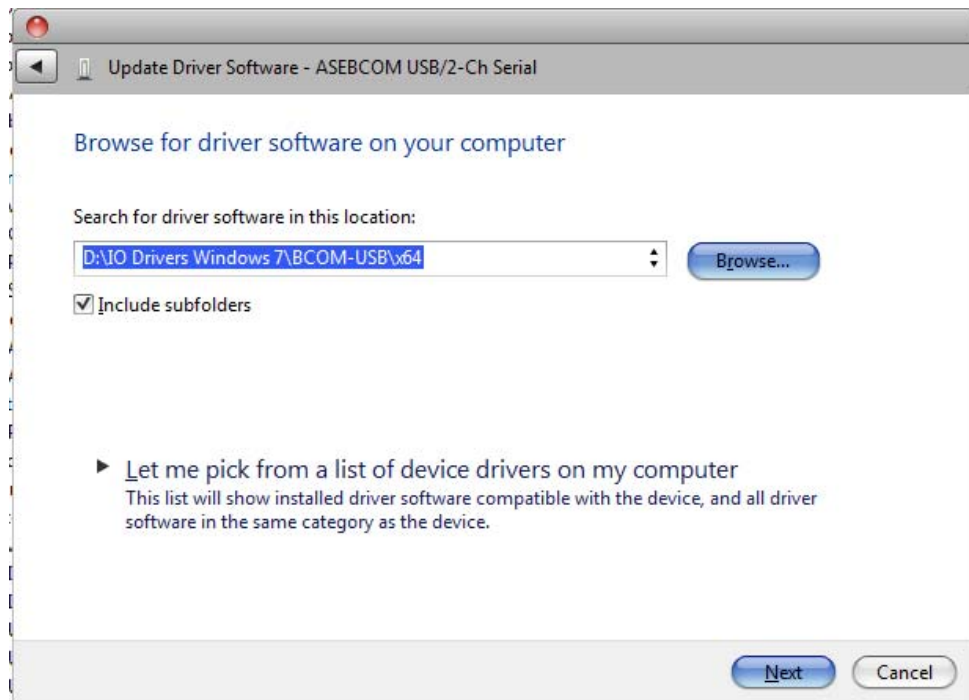 Update Driver Software - ASEBCOM USB/2-Ch Serial
Browse for driver software on your computer
Search for driver software in this location:
D:\IO Drivers Windows 7\BCOM-USB\x64
Browse...
Include subfolders
Let me pick from a list of device drivers on my computer
This list will show installed driver software compatible with the device, and all driver
software in the same category as the device.
Next
Cancel